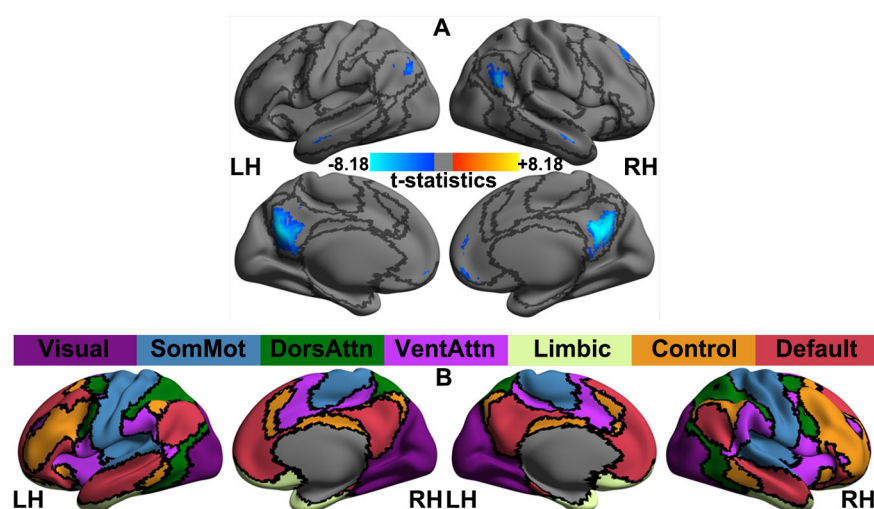 A
LH -8.18 +8.18 RH
t-statistics
Visual SomMot DorsAttn VentAttn Limbic Control Default
B
LH RH LH RH